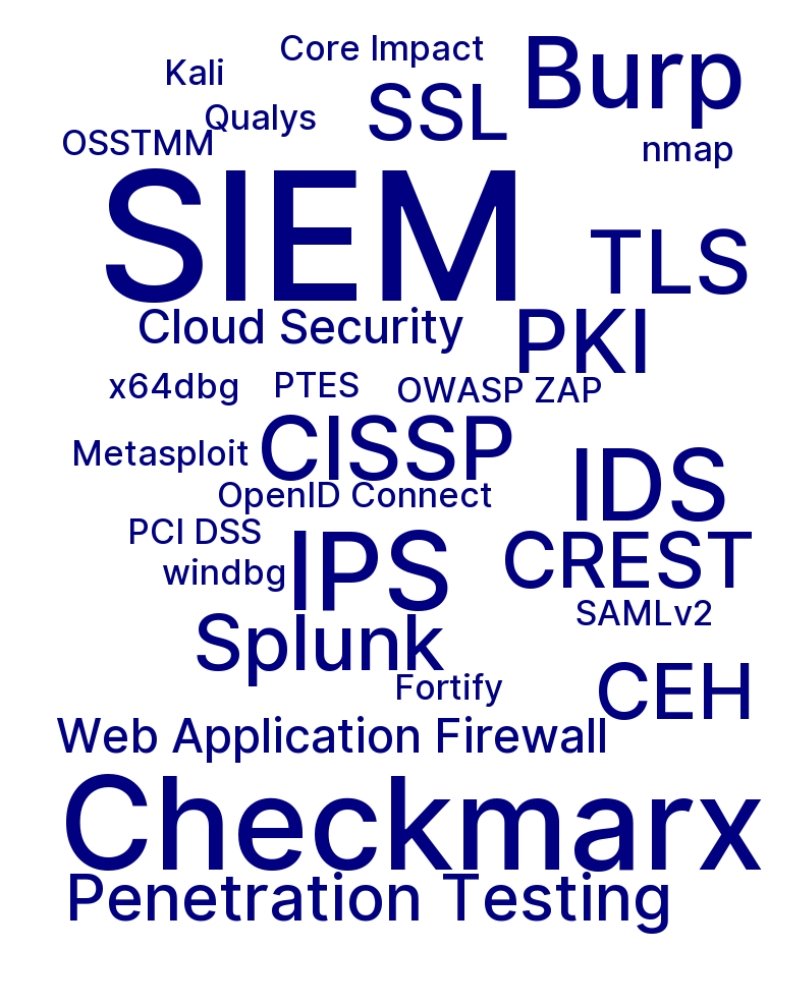 Core Impact
Burp
Kali
SSL
Qualys
OSSTMM
nmap
SIEM
TLS
Cloud Security
PKI
x64dbg
PTES
OWASP ZAP
CISSP
Metasploit
IDS
OpenID Connect
PCI DSS
IPS
CREST
windbg
SAMLv2
Splunk
Fortify
CEH
Web Application Firewall
Checkmarx
Penetration Testing